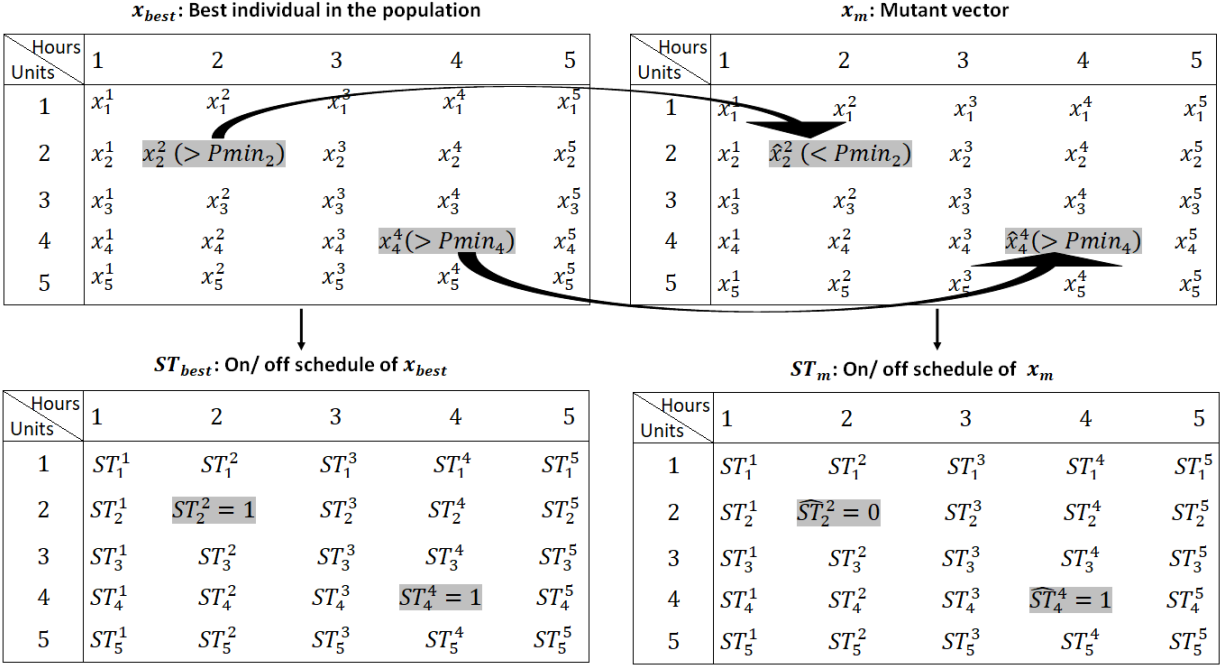 x_best: Best individual in the population
Hours Units 1 2 3 4 5
1 x_1^1 x_1^2 x_1^3 x_1^4 x_1^5
2 x_2^1 x_2^2 (> Pmin_2) x_2^3 x_2^4 x_2^5
3 x_3^1 x_3^2 x_3^3 x_3^4 x_3^5
4 x_4^1 x_4^2 x_4^3 x_4^4(> Pmin_4) x_4^5
5 x_5^1 x_5^2 x_5^3 x_5^4 x_5^5
x_m: Mutant vector
Hours Units 1 2 3 4 5
1 x_1^1 x_1^2 x_1^3 x_1^4 x_1^5
2 x_2^1 x̂_2^2 (< Pmin_2) x_2^3 x_2^4 x_2^5
3 x_3^1 x_3^2 x_3^3 x_3^4 x_3^5
4 x_4^1 x_4^2 x_4^3 x̂_4^4(> Pmin_4) x_4^5
5 x_5^1 x_5^2 x_5^3 x_5^4 x_5^5
ST_best: On/ off schedule of x_best
Hours Units 1 2 3 4 5
1 ST_1^1 ST_1^2 ST_1^3 ST_1^4 ST_1^5
2 ST_2^1 ST_2^2 = 1 ST_2^3 ST_2^4 ST_2^5
3 ST_3^1 ST_3^2 ST_3^3 ST_3^4 ST_3^5
4 ST_4^1 ST_4^2 ST_4^3 ST_4^4 = 1 ST_4^5
5 ST_5^1 ST_5^2 ST_5^3 ST_5^4 ST_5^5
ST_m: On/ off schedule of x_m
Hours Units 1 2 3 4 5
1 ST_1^1 ST_1^2 ST_1^3 ST_1^4 ST_1^5
2 ST_2^1 ŜT_2^2 = 0 ST_2^3 ST_2^4 ST_2^5
3 ST_3^1 ST_3^2 ST_3^3 ST_3^4 ST_3^5
4 ST_4^1 ST_4^2 ST_4^3 ŜT_4^4 = 1 ST_4^5
5 ST_5^1 ST_5^2 ST_5^3 ST_5^4 ST_5^5